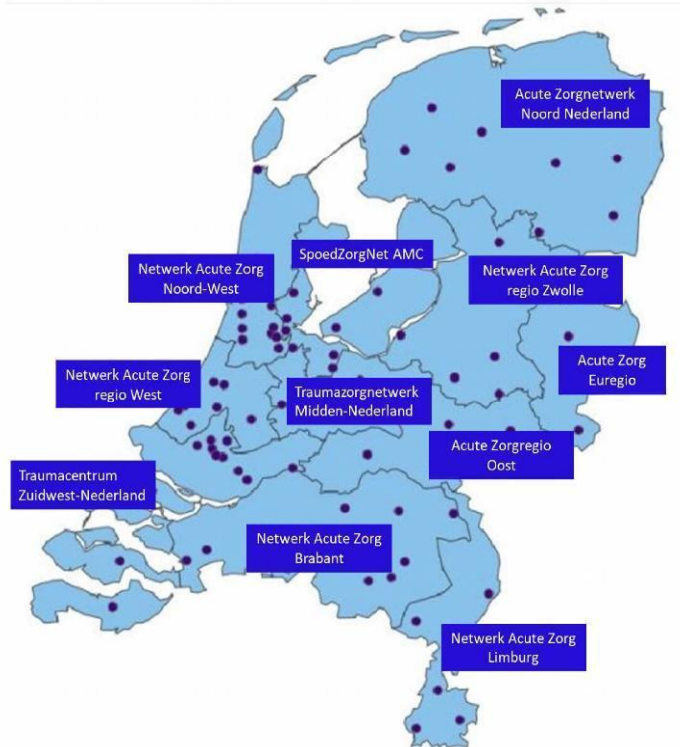 Acute Zorgnetwerk
Noord Nederland
SpoedZorgNet AMC
Netwerk Acute Zorg
Noord-West
Netwerk Acute Zorg
regio Zwolle
Acute Zorg
Euregio
Netwerk Acute Zorg
regio West
Traumazorgnetwerk
Midden-Nederland
Acute Zorgregio
Oost
Traumacentrum
Zuidwest-Nederland
Netwerk Acute Zorg
Brabant
Netwerk Acute Zorg
Limburg